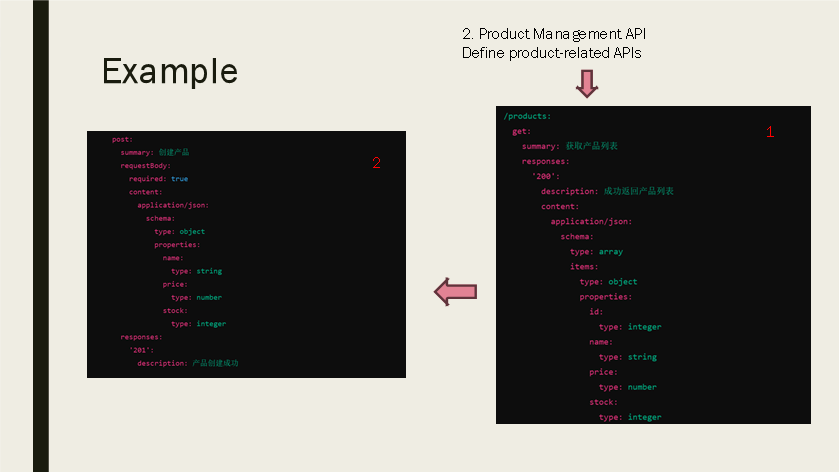 Example
2. Product Management API
Define product-related APIs
1
/products:
get:
summary: 获取产品列表
responses:
'200':
description: 成功返回产品列表
content:
application/json:
schema:
type: array
items:
type: object
properties:
id:
type: integer
name:
type: string
price:
type: number
stock:
type: integer
2
post:
summary: 创建产品
requestBody:
required: true
content:
application/json:
schema:
type: object
properties:
name:
type: string
price:
type: number
stock:
type: integer
responses:
'201':
description: 产品创建成功